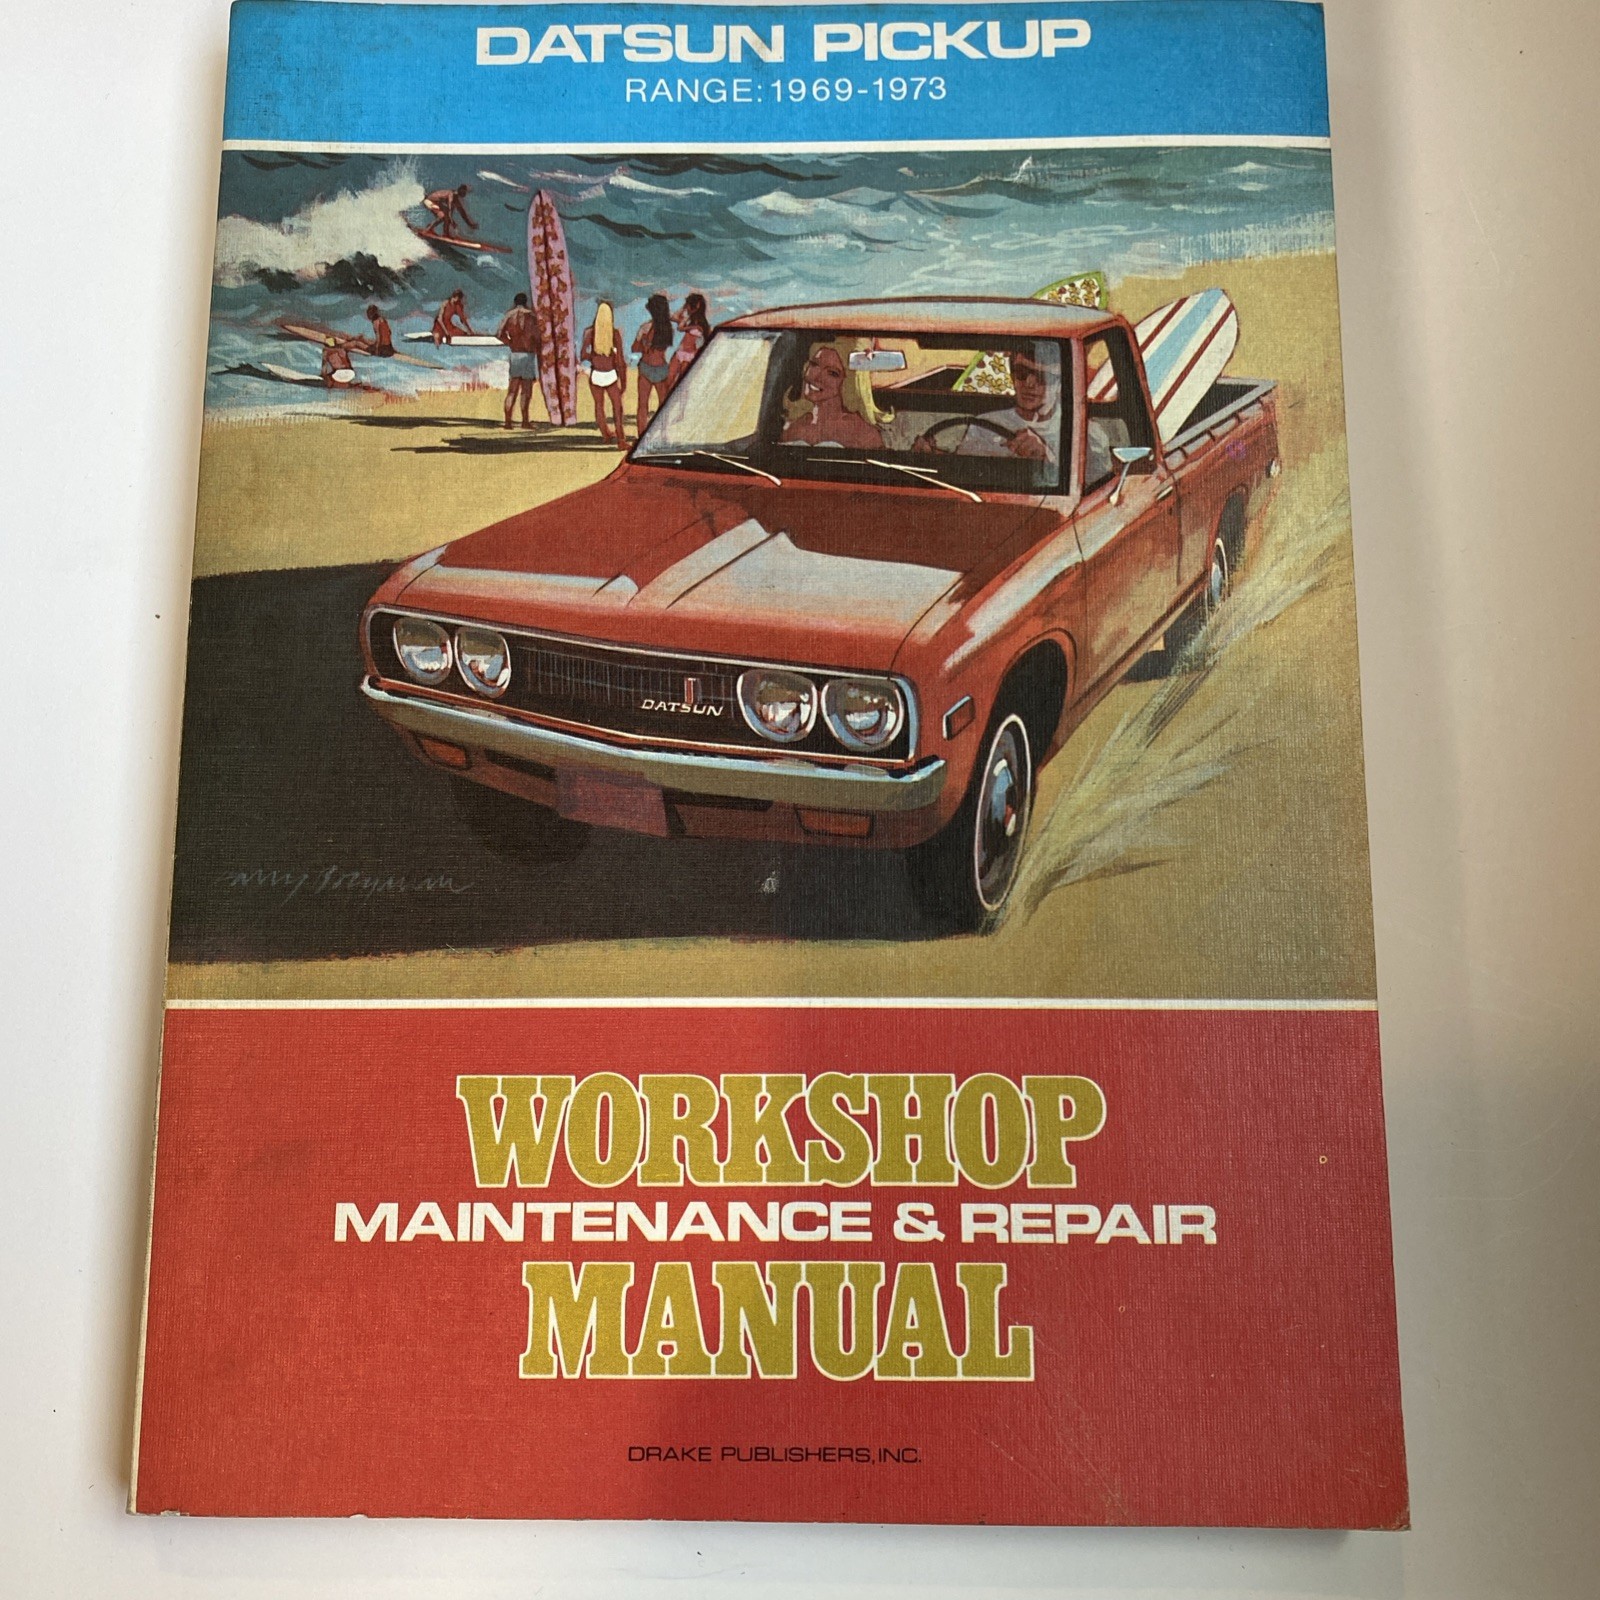 DATSUN PICKUP
RANGE: 1969-1973
DATSUN
WORKSHOP
MAINTENANCE & REPAIR
MANUAL
DRAKE PUBLISHERS, INC.